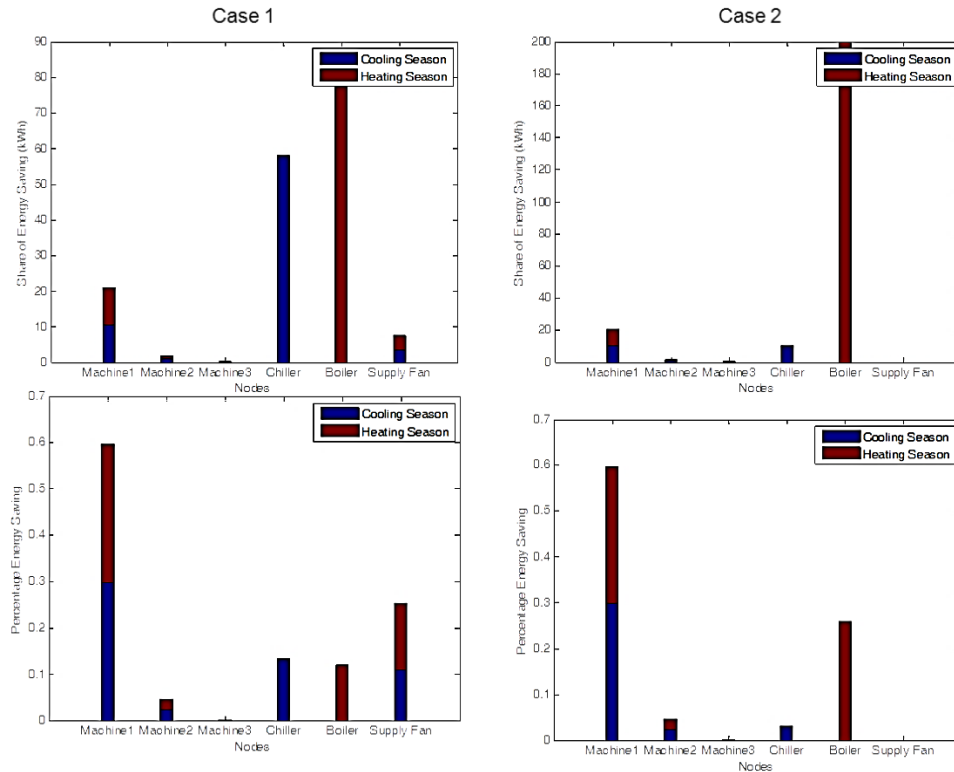 Case 1
Case 2
90
80
70
60
50
40
30
20
10
0
Share of Energy Saving (kWh)
Cooling Season
Heating Season
Machine1 Machine2 Machine3 Chiller Boiler Supply Fan
Nodes
200
180
160
140
120
100
80
60
40
20
0
Share of Energy Saving (kWh)
Cooling Season
Heating Season
Machine1 Machine2 Machine3 Chiller Boiler Supply Fan
Nodes
0.7
0.6
0.5
0.4
0.3
0.2
0.1
0
Percentage Energy Saving
Cooling Season
Heating Season
Machine1 Machine2 Machine3 Chiller Boiler Supply Fan
Nodes
0.7
0.6
0.5
0.4
0.3
0.2
0.1
0
Percentage Energy Saving
Cooling Season
Heating Season
Machine1 Machine2 Machine3 Chiller Boiler Supply Fan
Nodes